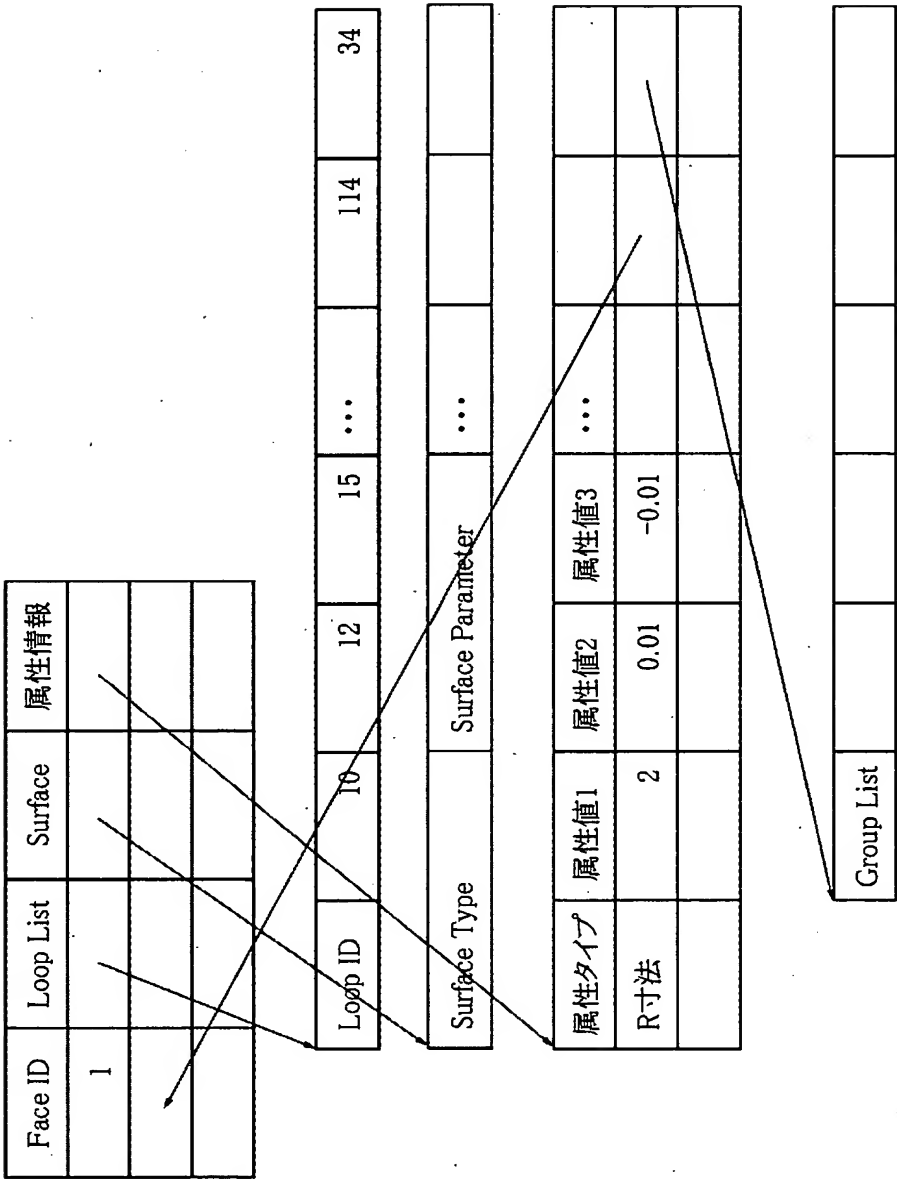 Face ID Loop List Surface 属性情報
1
Loop ID 10 12 15 ... 114 34
Surface Type Surface Parameter ...
属性タイプ 属性値1 属性値2 属性値3 ...
R寸法 2 0.01 -0.01
Group List